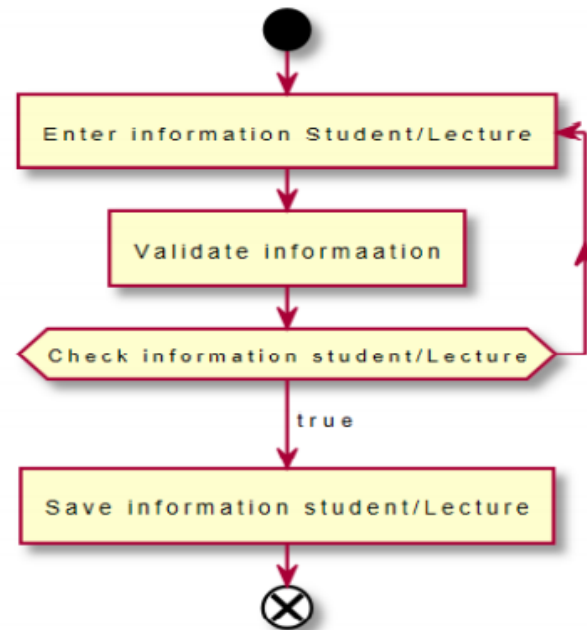 Enter information Student/Lecture
Validate informaation
Check information student/Lecture
true
Save information student/Lecture